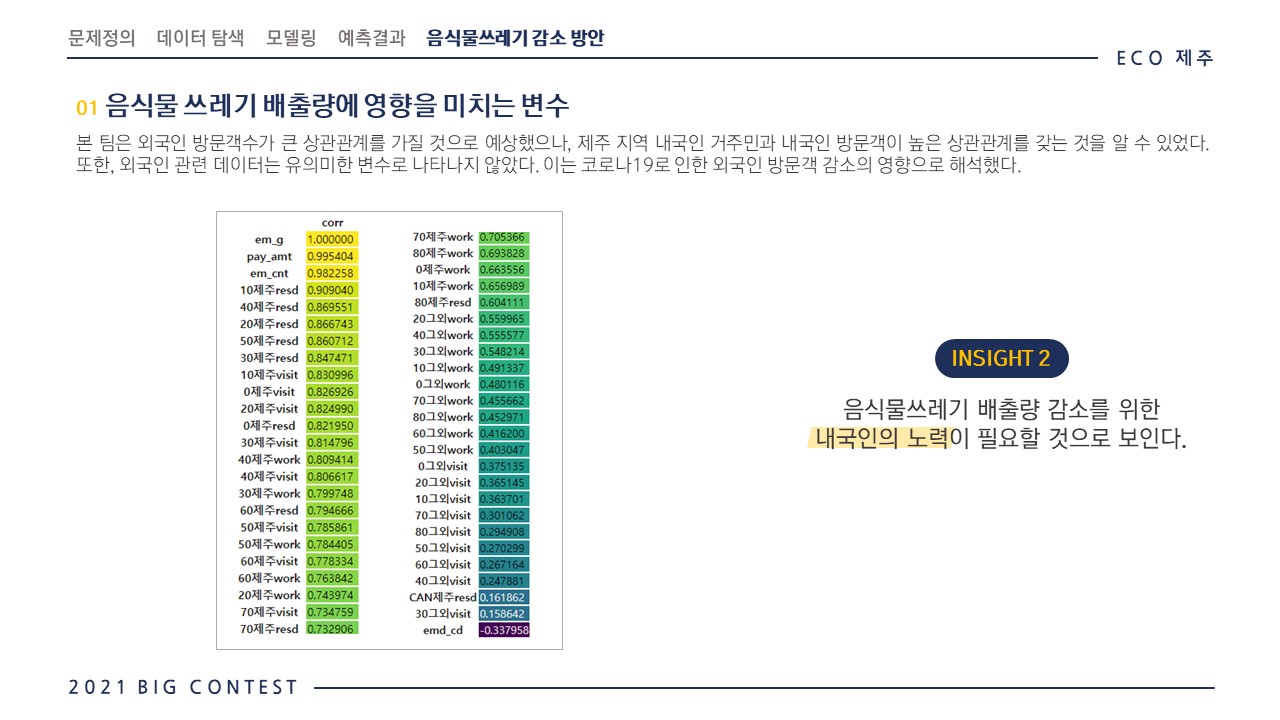 문제정의 데이터 탐색 모델링 예측결과 음식물쓰레기 감소 방안
ECO 제주
01 음식물 쓰레기 배출량에 영향을 미치는 변수
본 팀은 외국인 방문객수가 큰 상관관계를 가질 것으로 예상했으나, 제주 지역 내국인 거주민과 내국인 방문객이 높은 상관관계를 갖는 것을 알 수 있었다.
또한, 외국인 관련 데이터는 유의미한 변수로 나타나지 않았다. 이는 코로나19로 인한 외국인 방문객 감소의 영향으로 해석했다.
corr
em_g 1.000000
pay_amt 0.995404
em_cnt 0.982258
10제주resd 0.909040
40제주resd 0.869551
20제주resd 0.866743
50제주resd 0.860712
30제주resd 0.847471
10제주visit 0.830996
0제주visit 0.826926
20제주visit 0.824990
0제주resd 0.821950
30제주visit 0.814796
40제주work 0.809414
40제주visit 0.806617
30제주work 0.799748
60제주resd 0.794666
50제주visit 0.785861
50제주work 0.784405
60제주visit 0.778334
60제주work 0.763842
20제주work 0.743974
70제주visit 0.734759
70제주resd 0.732906
70제주work 0.705366
80제주work 0.693828
0제주work 0.663556
10제주work 0.656989
80제주resd 0.604111
20그외work 0.559965
40그외work 0.555577
30그외work 0.548214
10그외work 0.491337
0그외work 0.480116
70그외work 0.455662
80그외work 0.452971
60그외work 0.416200
50그외work 0.403047
0그외visit 0.375135
20그외visit 0.365145
10그외visit 0.363701
70그외visit 0.301062
80그외visit 0.294908
50그외visit 0.270299
60그외visit 0.267164
40그외visit 0.247881
CAN제주resd 0.161862
30그외visit 0.158642
emd_cd -0.337958
INSIGHT 2
음식물쓰레기 배출량 감소를 위한
내국인의 노력이 필요할 것으로 보인다.
2021 BIG CONTEST